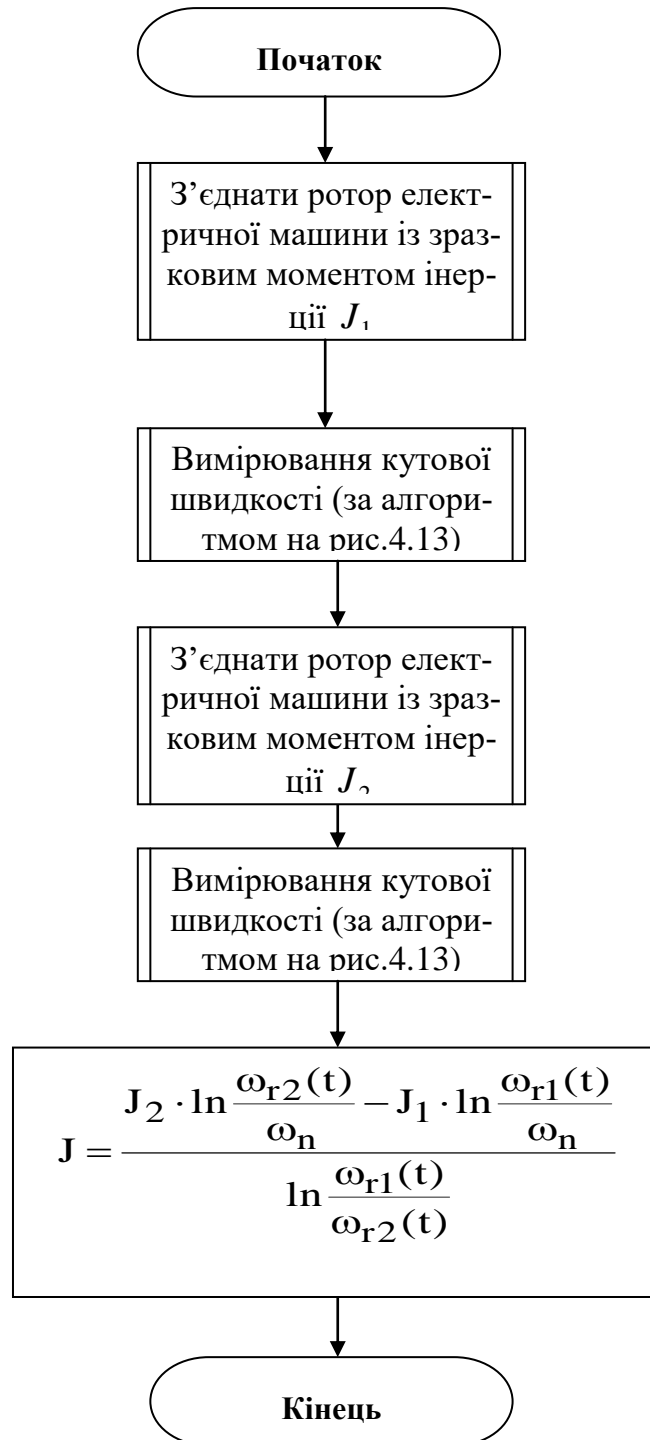 Початок
З’єднати ротор елект-
ричної машини із зраз-
ковим моментом інер-
ції J₁
Вимірювання кутової
швидкості (за алгори-
тмом на рис.4.13)
З’єднати ротор елект-
ричної машини із зраз-
ковим моментом інер-
ції J₂
Вимірювання кутової
швидкості (за алгори-
тмом на рис.4.13)
J = (J₂ · ln (ωr2(t) / ωn) − J₁ · ln (ωr1(t) / ωn)) / (ln (ωr1(t) / ωr2(t)))
Кінець